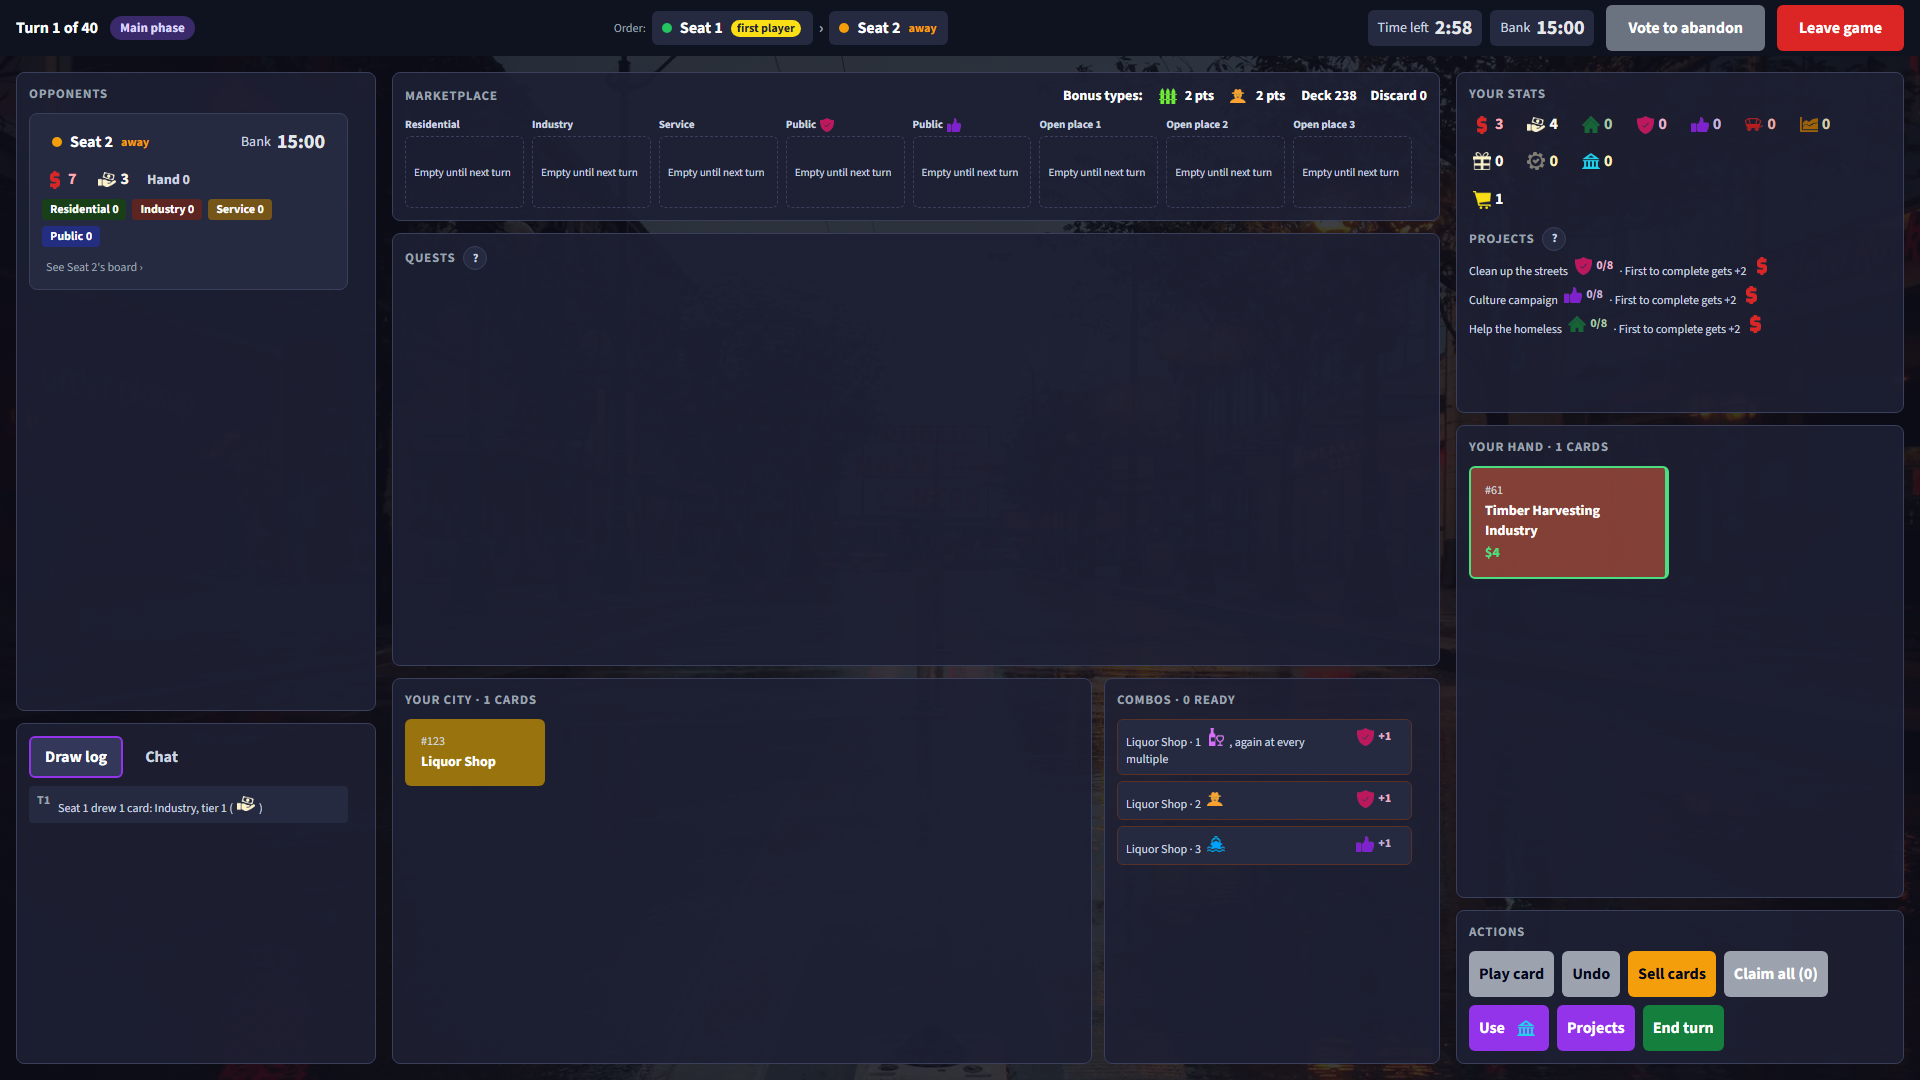 Turn 1 of 40
Main phase
Order:
Seat 1
first player
›
Seat 2
away
Time left 2:58
Bank 15:00
Vote to abandon
Leave game
OPPONENTS
Seat 2 away
Bank 15:00
7
3
Hand 0
Residential 0
Industry 0
Service 0
Public 0
See Seat 2's board ›
Draw log
Chat
T1 Seat 1 drew 1 card: Industry, tier 1 ( )
MARKETPLACE
Bonus types: 2 pts 2 pts Deck 238 Discard 0
Residential
Industry
Service
Public
Public
Open place 1
Open place 2
Open place 3
Empty until next turn
Empty until next turn
Empty until next turn
Empty until next turn
Empty until next turn
Empty until next turn
Empty until next turn
Empty until next turn
QUESTS ?
YOUR CITY · 1 CARDS
#123
Liquor Shop
COMBOS · 0 READY
Liquor Shop · 1 , again at every
multiple
+1
Liquor Shop · 2
+1
Liquor Shop · 3
+1
YOUR STATS
$ 3 4 0 0 0 0 0
0 0 0
1
PROJECTS ?
Clean up the streets 0/8 · First to complete gets +2 $
Culture campaign 0/8 · First to complete gets +2 $
Help the homeless 0/8 · First to complete gets +2 $
YOUR HAND · 1 CARDS
#61
Timber Harvesting
Industry
$4
ACTIONS
Play card
Undo
Sell cards
Claim all (0)
Use
Projects
End turn